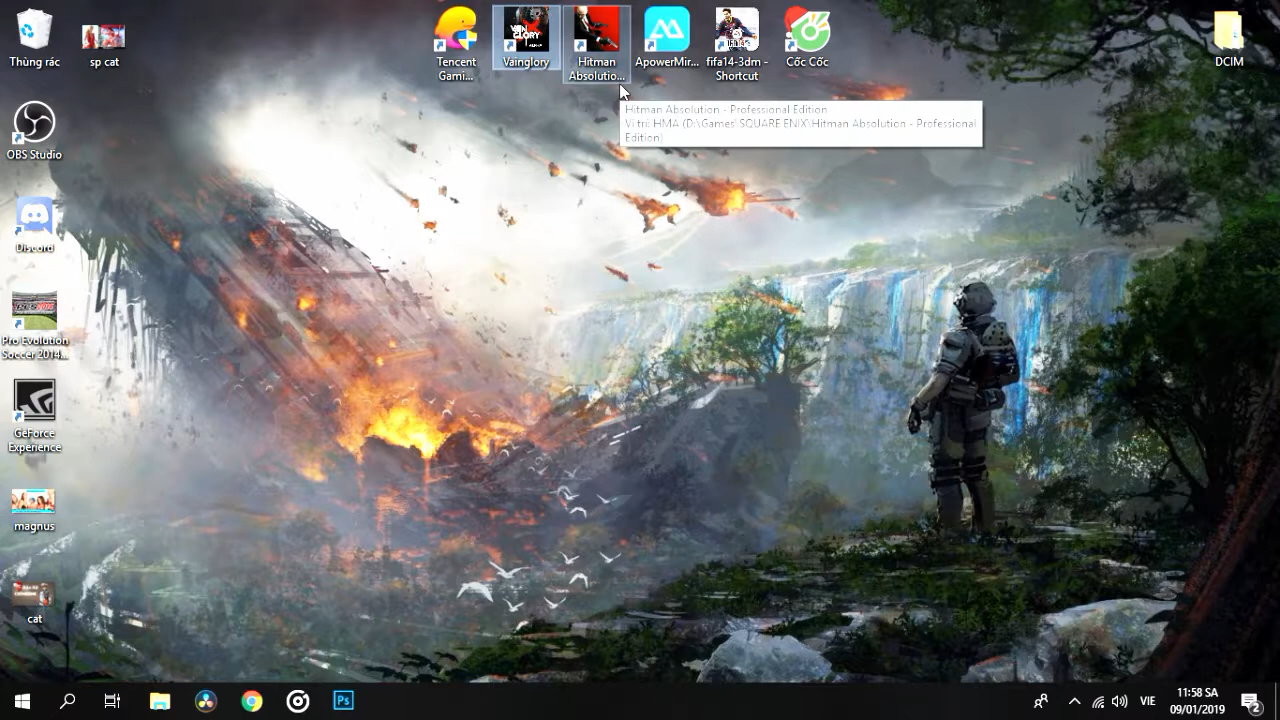 Thùng rác
sp cat
Tencent
Gami...
Vainglory
Hitman
Absolutio...
ApowerMir...
fifa14-3dm -
Shortcut
Cốc Cốc
DCIM
Hitman Absolution - Professional Edition
Vị trí: HMA (D:\Games\SQUARE ENIX\Hitman Absolution - Professional
Edition)
OBS Studio
Discord
Pro Evolution
Soccer 2014...
GeForce
Experience
magnus
cat
Ps
VIE
11:58 SA
09/01/2019
2